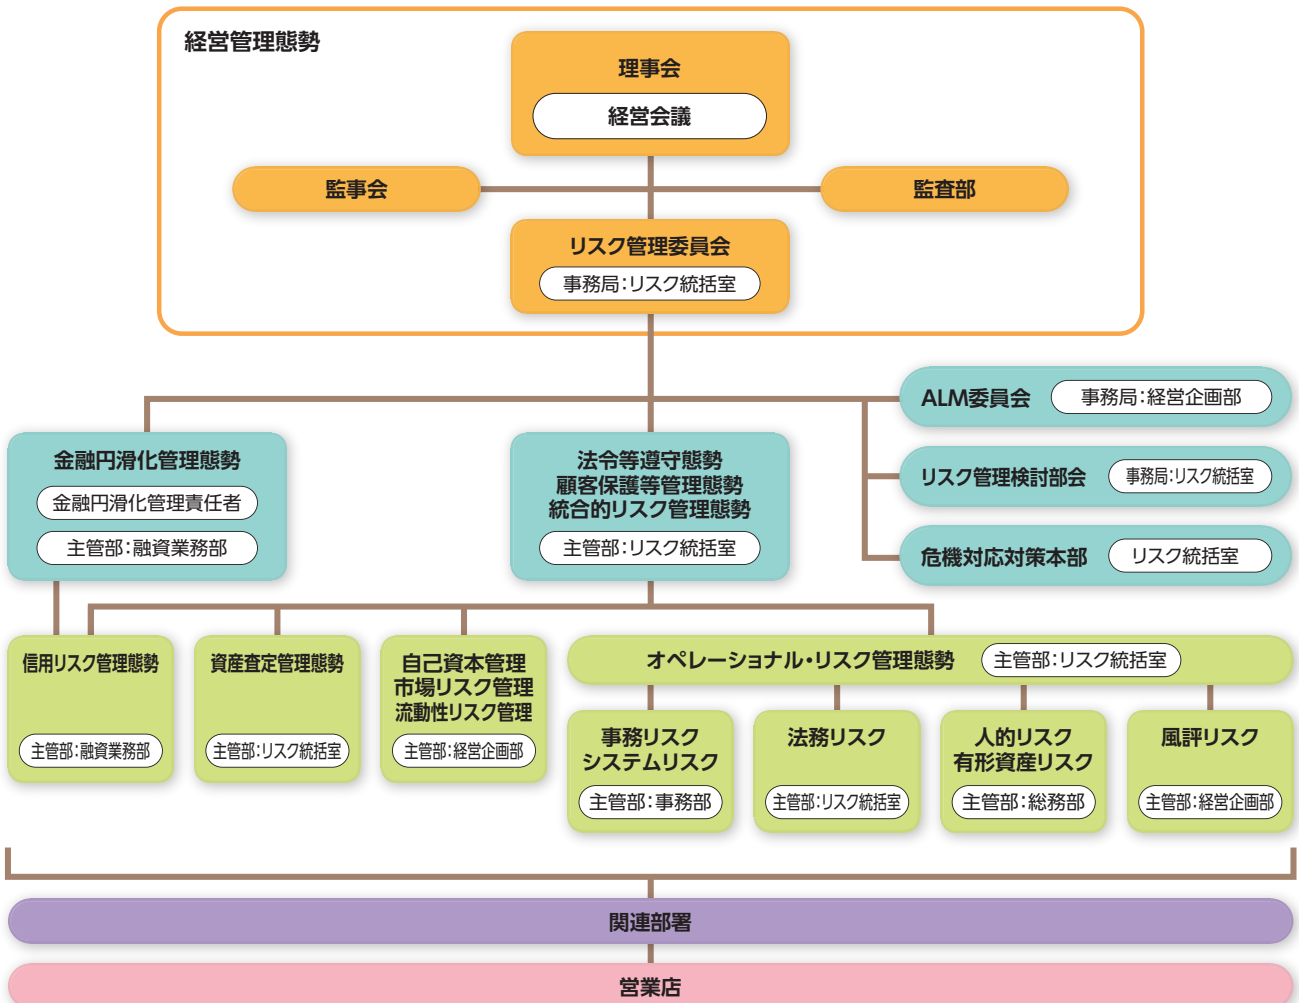 経営管理態勢
理事会
経営会議
監事会
監査部
リスク管理委員会
事務局:リスク統括室
ALM委員会
事務局:経営企画部
リスク管理検討部会
事務局:リスク統括室
危機対応対策本部
リスク統括室
金融円滑化管理態勢
金融円滑化管理責任者
主管部:融資業務部
法令等遵守態勢
顧客保護等管理態勢
統合的リスク管理態勢
主管部:リスク統括室
信用リスク管理態勢
主管部:融資業務部
資産査定管理態勢
主管部:リスク統括室
自己資本管理
市場リスク管理
流動性リスク管理
主管部:経営企画部
オペレーショナル・リスク管理態勢
主管部:リスク統括室
事務リスク
システムリスク
主管部:事務部
法務リスク
主管部:リスク統括室
人的リスク
有形資産リスク
主管部:総務部
風評リスク
主管部:経営企画部
関連部署
営業店